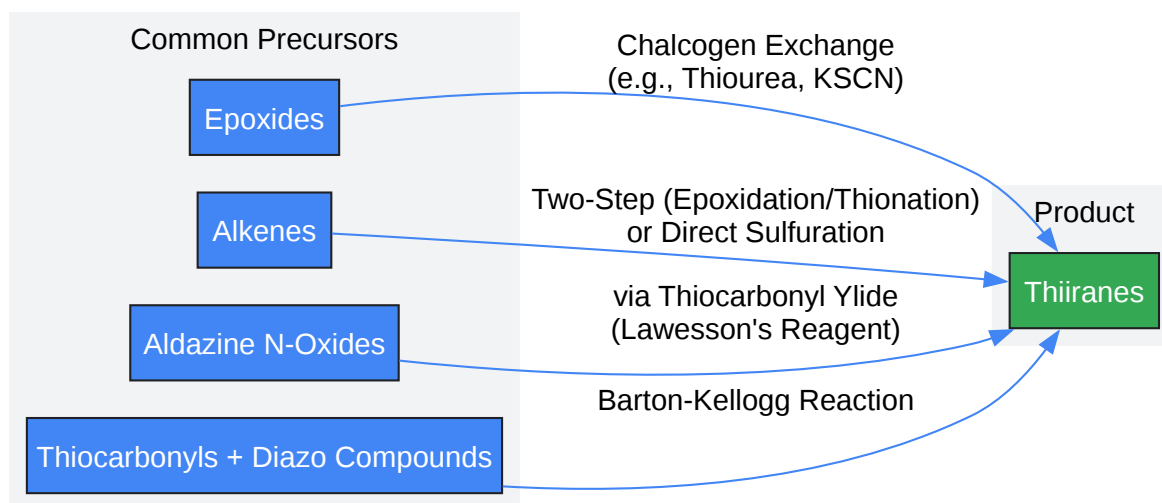 Common Precursors
Epoxides
Alkenes
Aldazine N-Oxides
Thiocarbonyls + Diazo Compounds
Chalcogen Exchange
(e.g., Thiourea, KSCN)
Two-Step (Epoxidation/Thionation)
or Direct Sulfuration
via Thiocarbonyl Ylide
(Lawesson's Reagent)
Barton-Kellogg Reaction
Product
Thiiranes